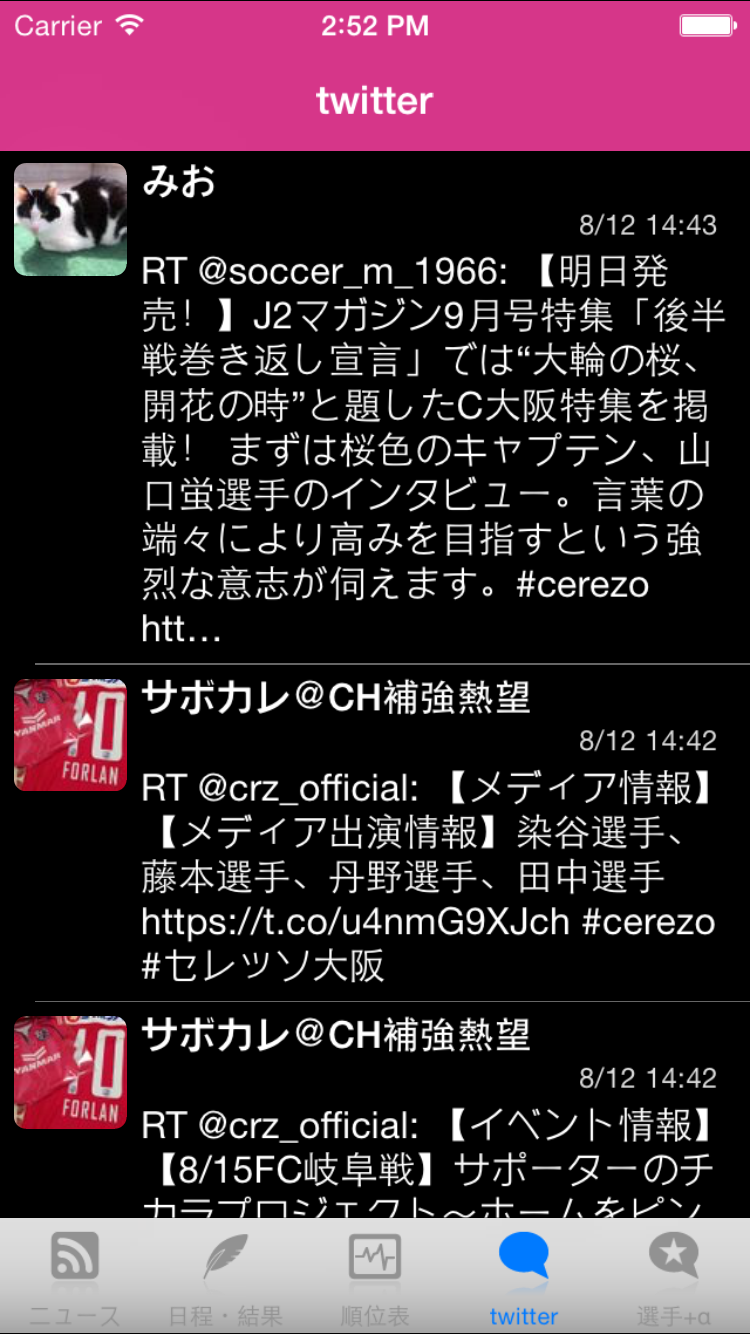 Carrier 2:52 PM
twitter
みお
8/12 14:43
RT @soccer_m_1966: 【明日発
売！】J2マガジン9月号特集「後半
戦巻き返し宣言」では“大輪の桜、
開花の時”と題したC大阪特集を掲
載！ まずは桜色のキャプテン、山
口蛍選手のインタビュー。言葉の
端々により高みを目指すという強
烈な意志が伺えます。#cerezo
htt…
サボカレ@CH補強熱望
8/12 14:42
YANMAR
10
FORLAN
RT @crz_official: 【メディア情報】
【メディア出演情報】染谷選手、
藤本選手、丹野選手、田中選手
https://t.co/u4nmG9XJch #cerezo
#セレッソ大阪
サボカレ@CH補強熱望
8/12 14:42
YANMAR
10
FORLAN
RT @crz_official: 【イベント情報】
【8/15FC岐阜戦】サポーターのチ
カラプロジェクト〜ホームをピン
ニュース 日程・結果 順位表 twitter 選手+α